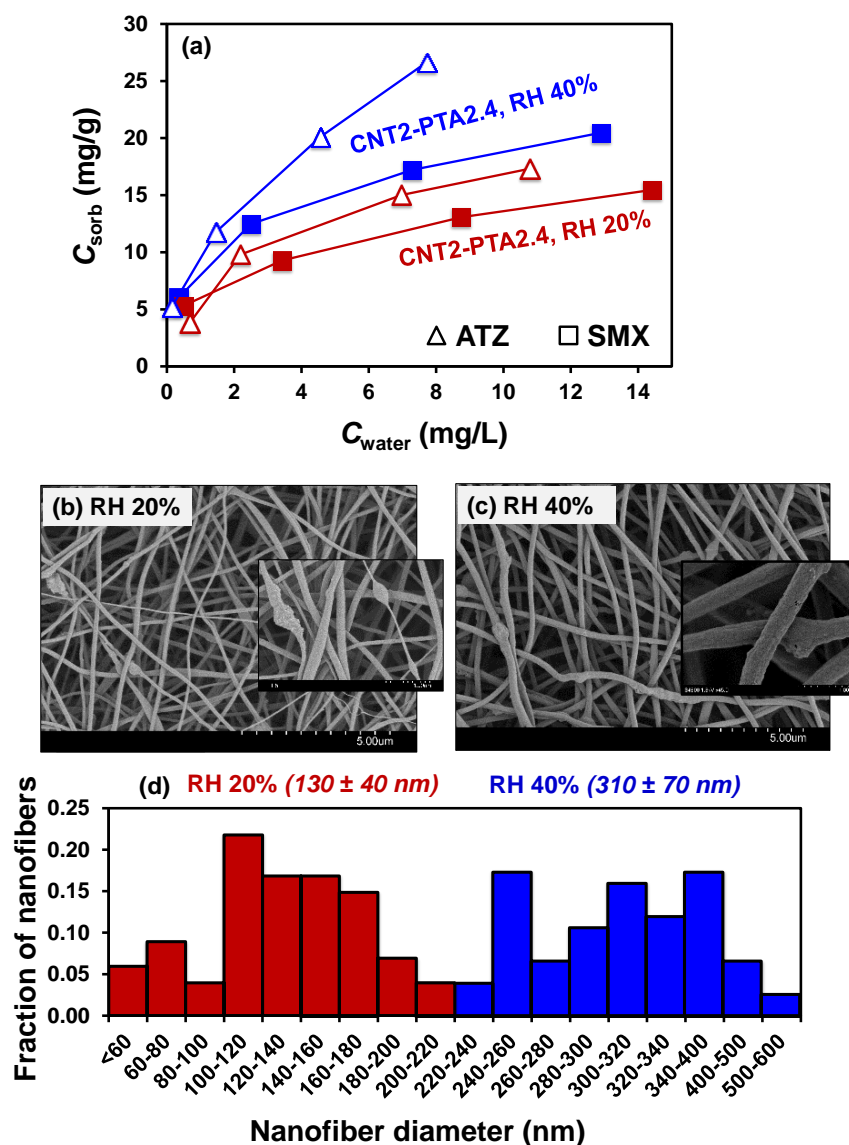 (a)
30
25
20
15
10
5
0
C_sorb (mg/g)
CNT2-PTA2.4, RH 40%
CNT2-PTA2.4, RH 20%
ATZ
SMX
0 2 4 6 8 10 12 14
C_water (mg/L)
(b) RH 20%
5.00um
(c) RH 40%
5.00um
(d) RH 20% (130 ± 40 nm) RH 40% (310 ± 70 nm)
0.25
0.20
0.15
0.10
0.05
0.00
Fraction of nanofibers
<60 60-80 80-100 100-120 120-140 140-160 160-180 180-200 200-220 220-240 240-260 260-280 280-300 300-320 320-340 340-400 400-500 500-600
Nanofiber diameter (nm)